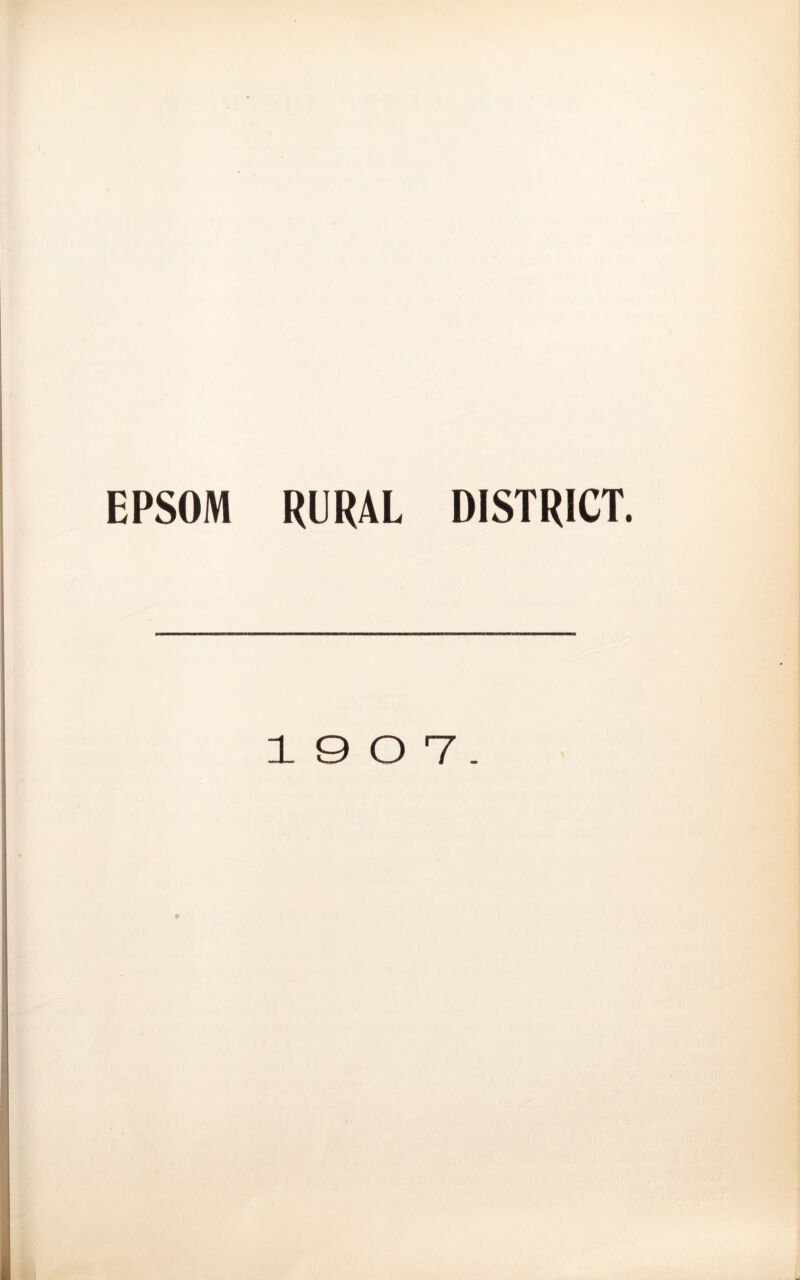 EPSOM RURAL DISTRICT.
1907.